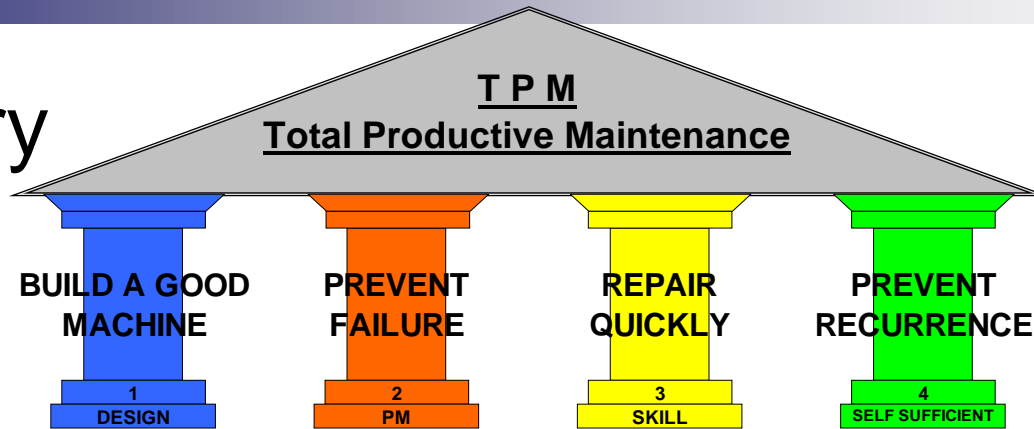 ry
T P M
Total Productive Maintenance
BUILD A GOOD
MACHINE
1
DESIGN
PREVENT
FAILURE
2
PM
REPAIR
QUICKLY
3
SKILL
PREVENT
RECURRENCE
4
SELF SUFFICIENT